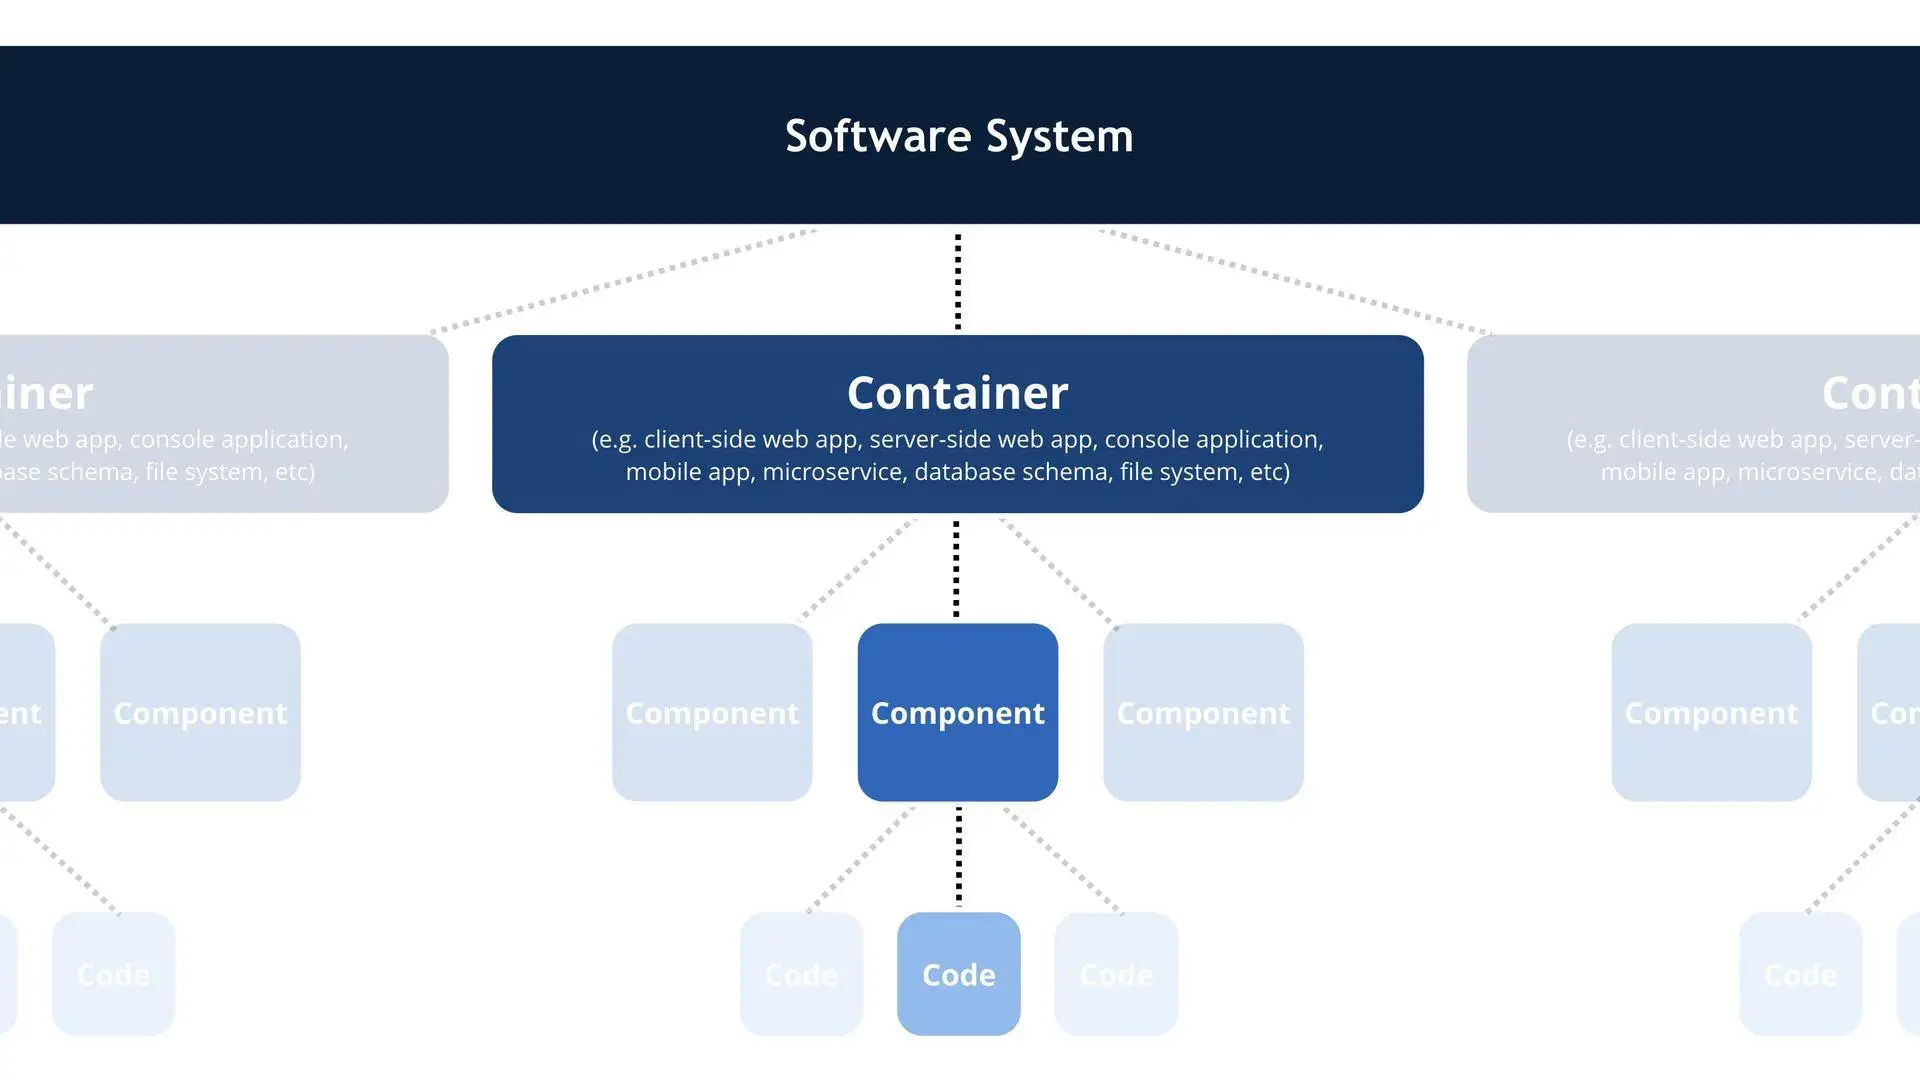 Software System
iner
le web app, console application,
base schema, file system, etc)
Container
(e.g. client-side web app, server-side web app, console application,
mobile app, microservice, database schema, file system, etc)
Cont
(e.g. client-side web app, server-
mobile app, microservice, dat
ent
Component
Component
Component
Component
Component
Con
Code
Code
Code
Code
Code